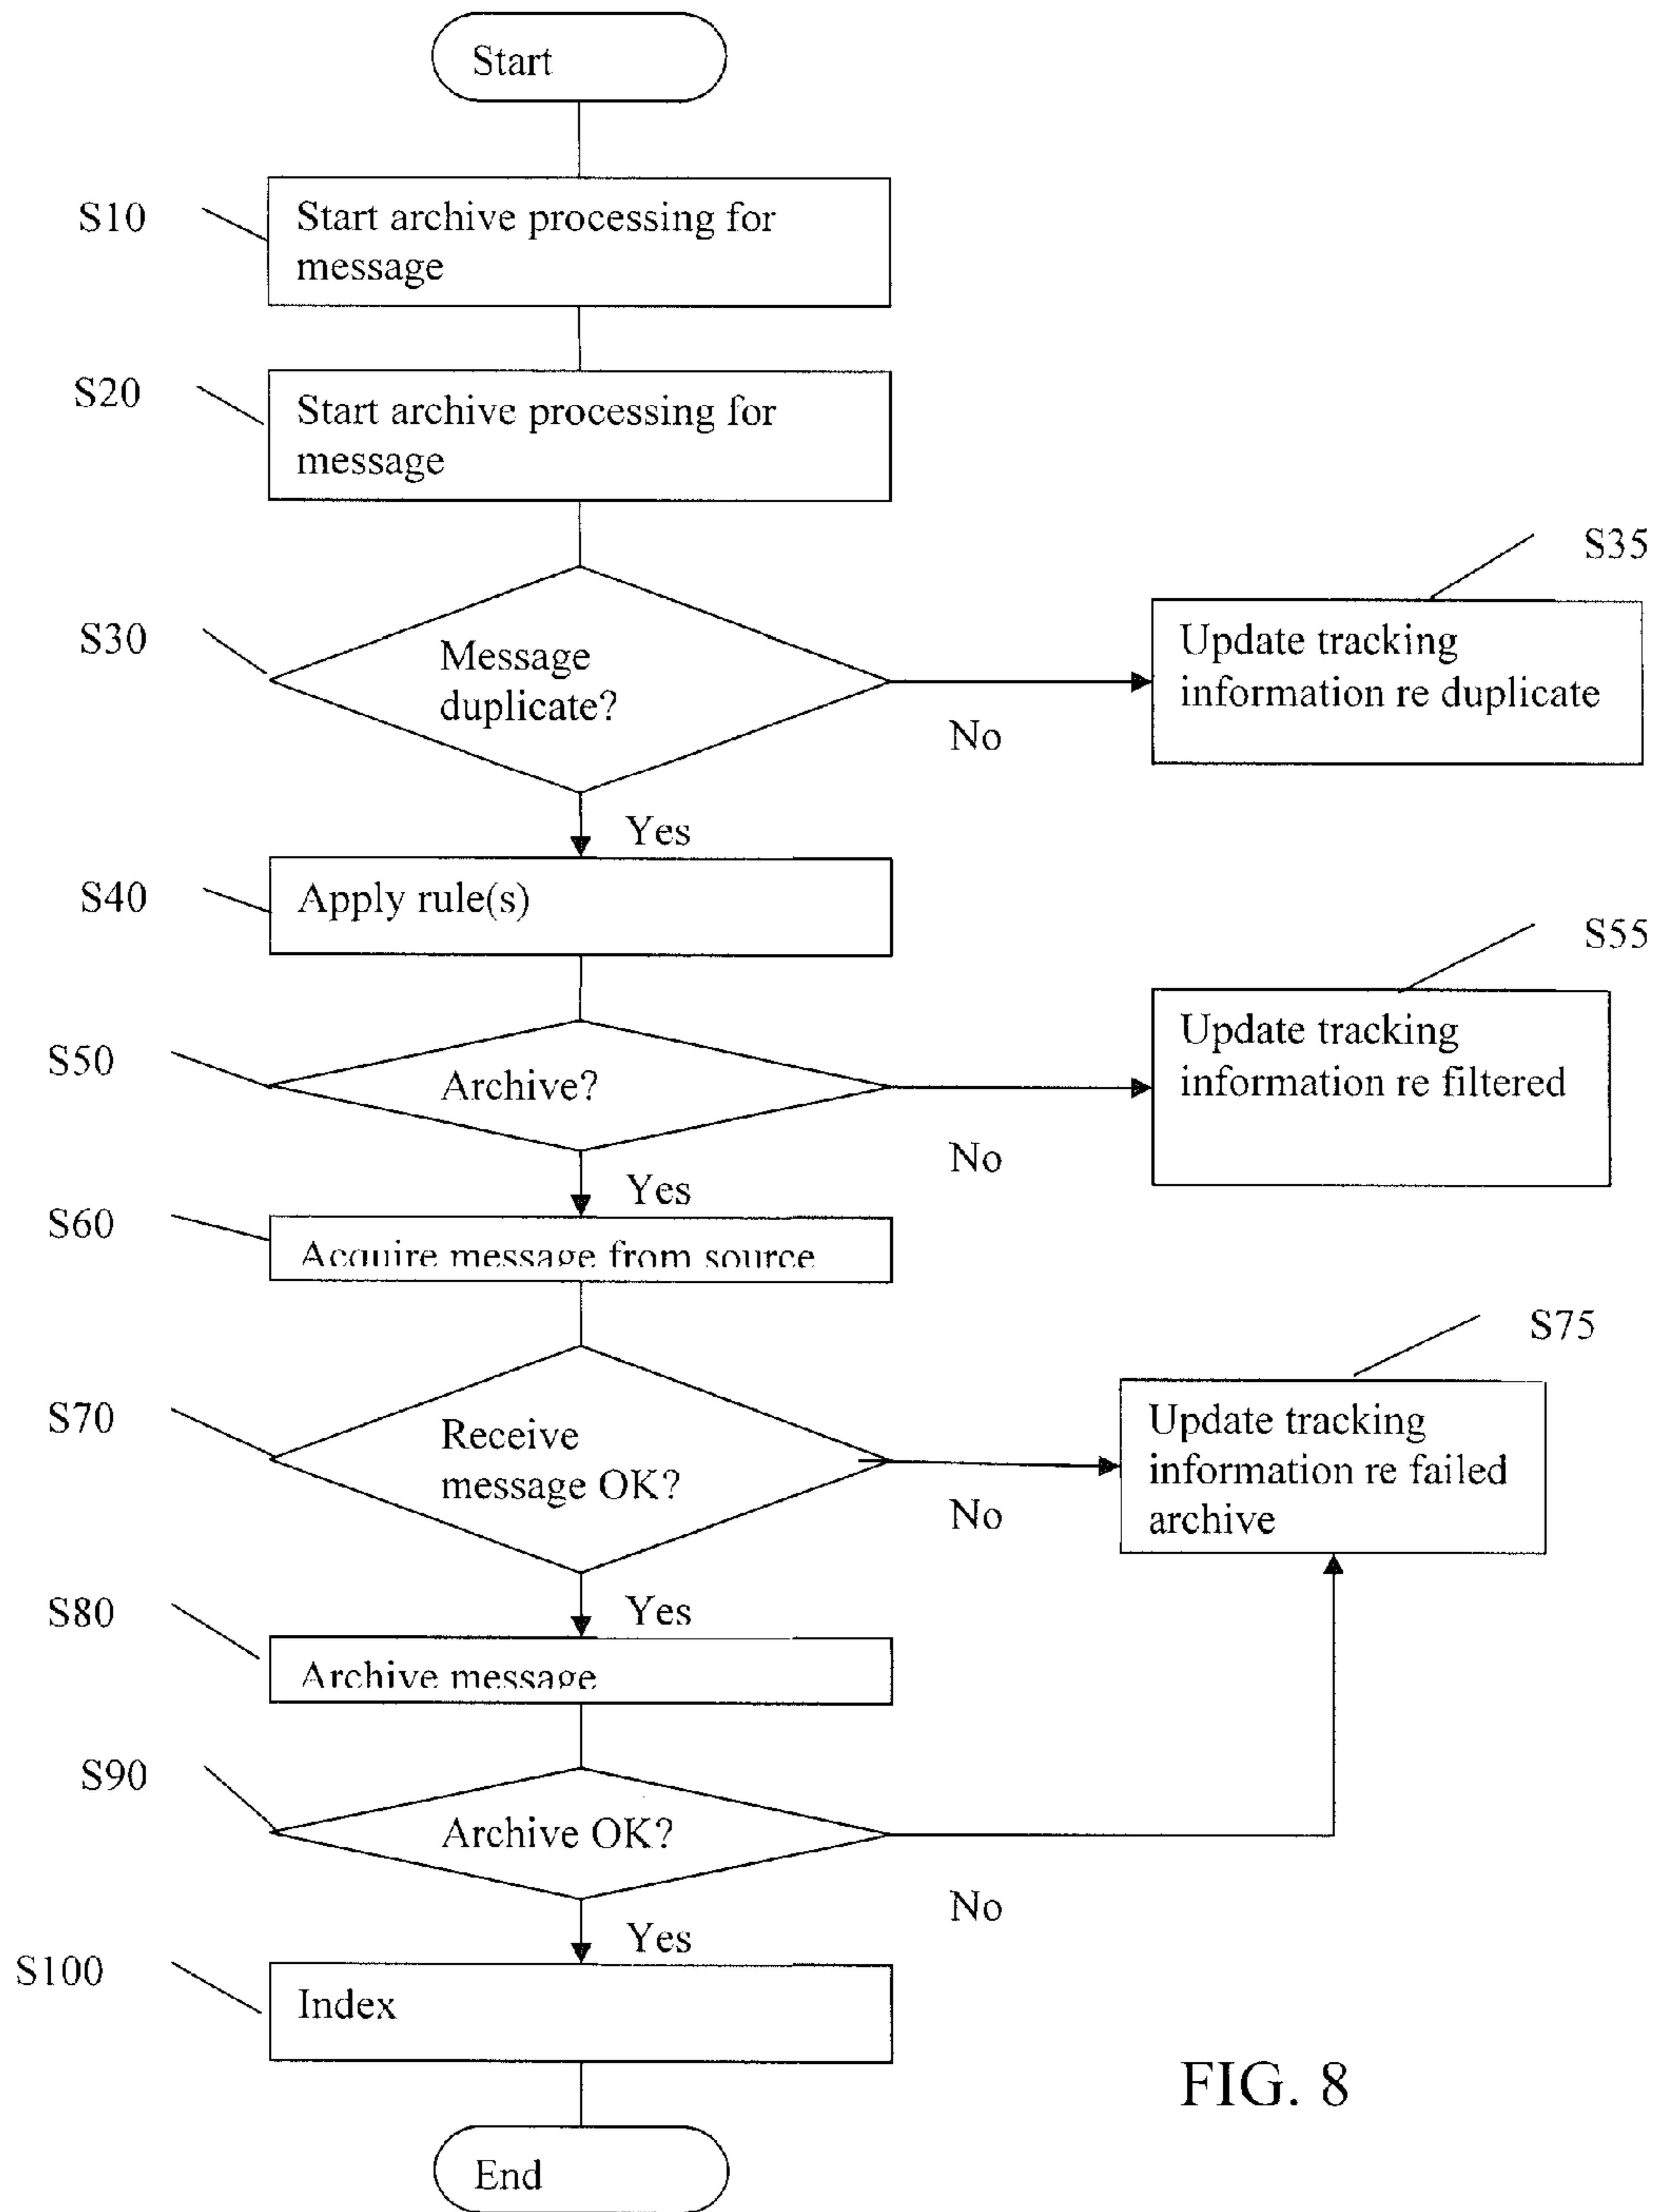 Start
S10
Start archive processing for
message
S20
Start archive processing for
message
S30
Message
duplicate?
No
S35
Update tracking
information re duplicate
Yes
S40
Apply rule(s)
S50
Archive?
No
S55
Update tracking
information re filtered
Yes
S60
Acquire message from source
S70
Receive
message OK?
No
S75
Update tracking
information re failed
archive
Yes
S80
Archive message
S90
Archive OK?
No
Yes
S100
Index
End
FIG. 8